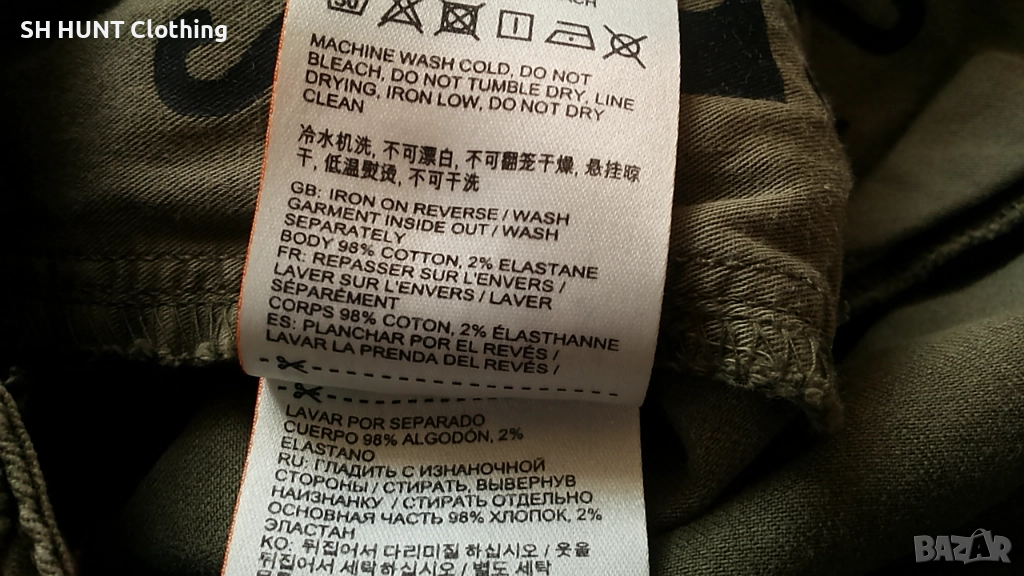 SH HUNT Clothing
30
MACHINE WASH COLD, DO NOT
BLEACH, DO NOT TUMBLE DRY, LINE
DRYING, IRON LOW, DO NOT DRY
CLEAN
冷水机洗, 不可漂白, 不可翻笼干燥, 悬挂晾
干, 低温熨烫, 不可干洗
GB: IRON ON REVERSE / WASH
GARMENT INSIDE OUT / WASH
SEPARATELY
BODY 98% COTTON, 2% ELASTANE
FR: REPASSER SUR L'ENVERS /
LAVER SUR L'ENVERS / LAVER
SÉPARÉMENT
CORPS 98% COTON, 2% ÉLASTHANNE
ES: PLANCHAR POR EL REVÉS /
LAVAR LA PRENDA DEL REVÉS /
LAVAR POR SEPARADO
CUERPO 98% ALGODÓN, 2%
ELASTANO
RU: ГЛАДИТЬ С ИЗНАНОЧНОЙ
СТОРОНЫ / СТИРАТЬ, ВЫВЕРНУВ
НАИЗНАНКУ / СТИРАТЬ ОТДЕЛЬНО
ОСНОВНАЯ ЧАСТЬ 98% ХЛОПОК, 2%
ЭЛАСТАН
KO: 뒤집어서 다리미질 하십시오 / 옷을
뒤집어서 세탁하십시오 / 별도 세탁
BAZAR